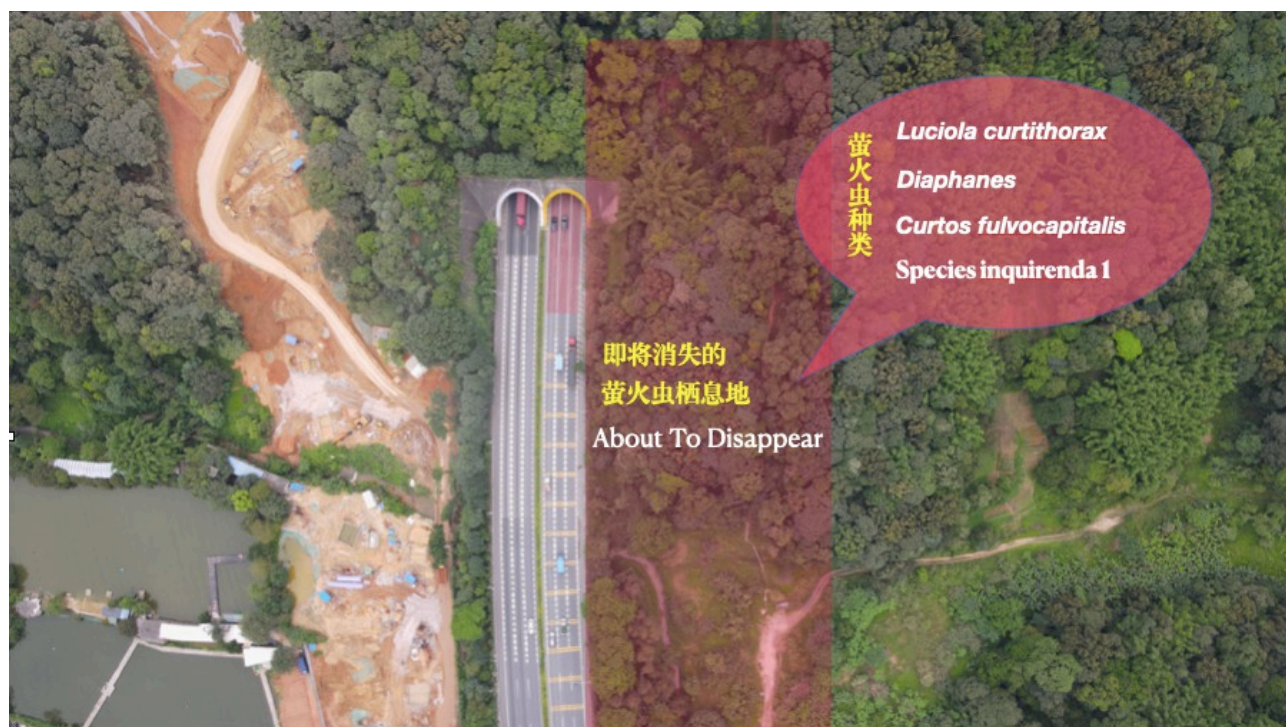 萤火虫种类
Luciola curtithorax
Diaphanes
Curtos fulvocapitalis
Species inquirenda 1
即将消失的
萤火虫栖息地
About To Disappear